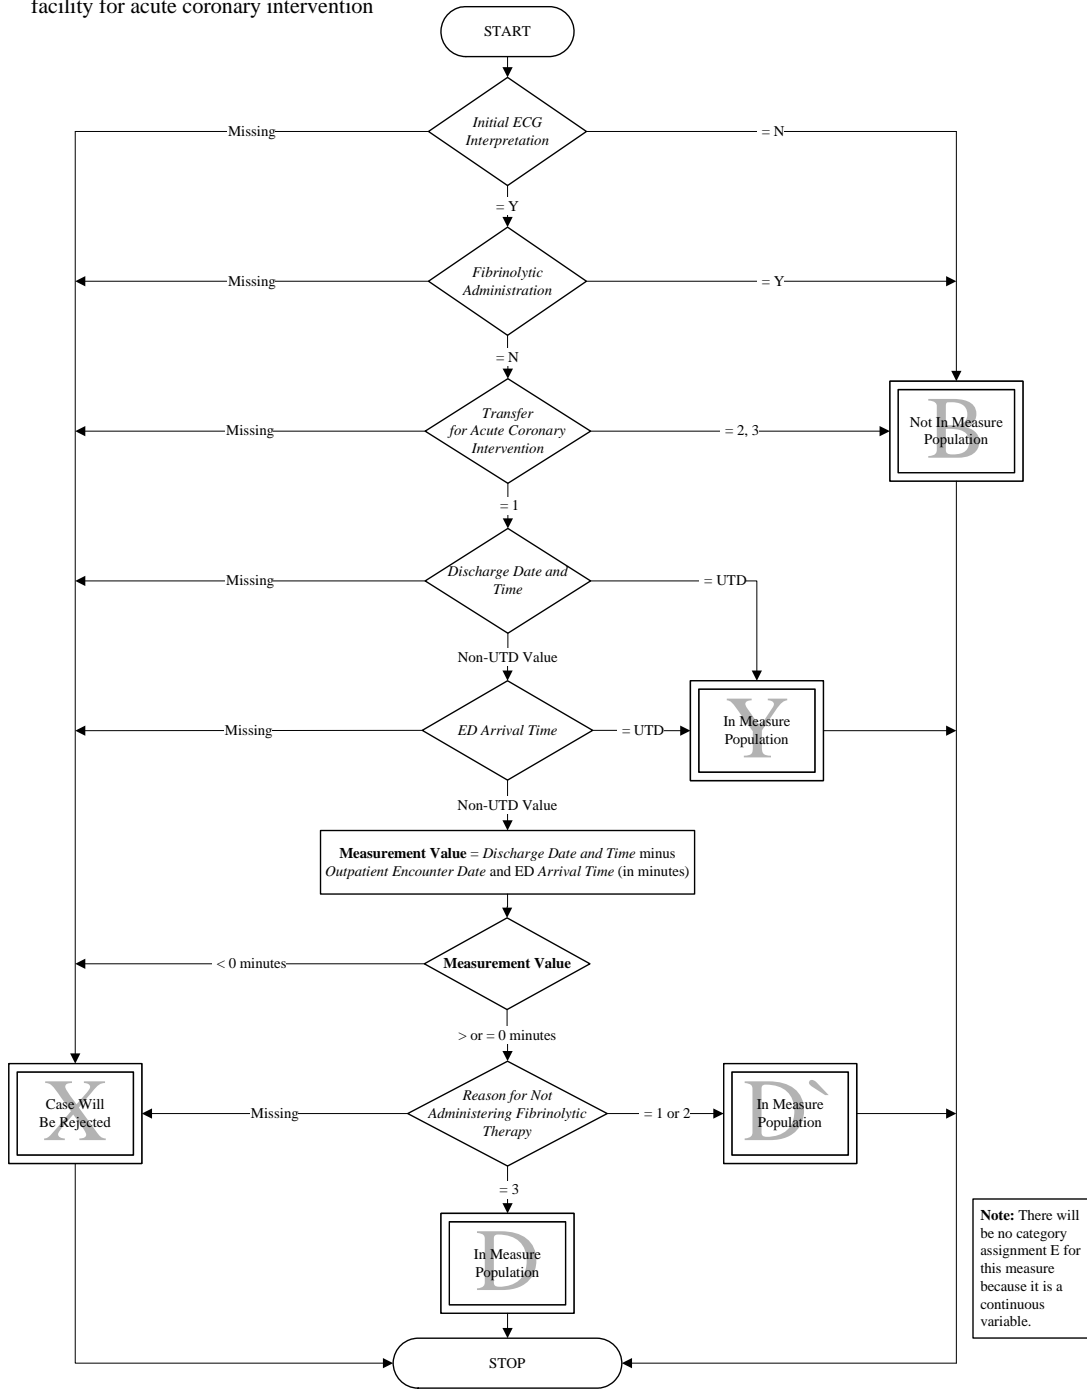 facility for acute coronary intervention
START
Initial ECG
Interpretation
Missing
= N
= Y
Fibrinolytic
Administration
Missing
= Y
= N
Transfer
for Acute Coronary
Intervention
Missing
= 2, 3
B
Not In Measure
Population
= 1
Discharge Date and
Time
Missing
= UTD
Non-UTD Value
ED Arrival Time
Missing
= UTD
Y
In Measure
Population
Non-UTD Value
Measurement Value = Discharge Date and Time minus
Outpatient Encounter Date and ED Arrival Time (in minutes)
Measurement Value
< 0 minutes
> or = 0 minutes
X
Case Will
Be Rejected
Missing
Reason for Not
Administering Fibrinolytic
Therapy
= 1 or 2
D`
In Measure
Population
= 3
D
In Measure
Population
Note: There will
be no category
assignment E for
this measure
because it is a
continuous
variable.
STOP